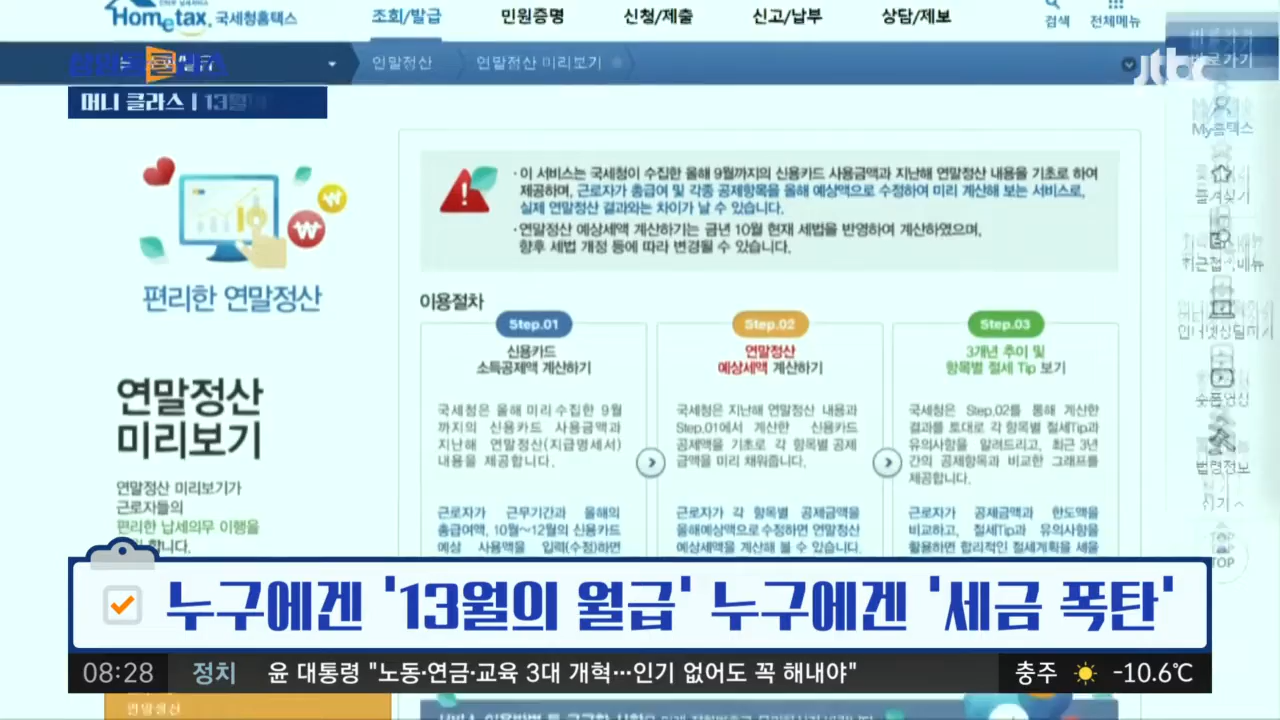 Hometax. 국세청홈택스
조회/발급 민원증명 신청/제출 신고/납부 상담/제보
검색 전체메뉴
연말정산 연말정산 미리보기
jtbc
머니 클라스 | 13월
My홈택스
즐겨찾기
법령정보
TOP
편리한 연말정산
· 이 서비스는 국세청이 수집한 올해 9월까지의 신용카드 사용금액과 지난해 연말정산 내용을 기초로 하여
제공하며, 근로자가 총급여 및 각종 공제항목을 올해 예상액으로 수정하여 미리 계산해 보는 서비스로,
실제 연말정산 결과와는 차이가 날 수 있습니다.
· 연말정산 예상세액 계산하기는 금년 10월 현재 세법을 반영하여 계산하였으며,
향후 세법 개정 등에 따라 변경될 수 있습니다.
이용절차
연말정산
미리보기
연말정산 미리보기가
근로자들의
편리한 납세의무 이행을
합니다.
Step.01
신용카드
소득공제액 계산하기
국세청은 올해 미리 수집한 9월
까지의 신용카드 사용금액과
지난해 연말정산(지급명세서)
내용을 제공합니다.
근로자가 근무기간과 올해의
총급여액, 10월~12월의 신용카드
예상 사용액을 입력(수정)하면
Step.02
연말정산
예상세액 계산하기
국세청은 지난해 연말정산 내용과
Step.01에서 계산한 신용카드
공제액을 기초로 각 항목별 공제
금액을 미리 채워줍니다.
근로자가 각 항목별 공제금액을
올해예상액으로 수정하면 연말정산
예상세액을 계산해 볼 수 있습니다.
Step.03
3개년 추이 및
항목별 절세 Tip 보기
국세청은 Step.02를 통해 계산한
결과를 토대로 각 항목별 절세Tip과
유의사항을 알려드리고, 최근 3년
간의 공제항목과 비교한 그래프를
제공합니다.
근로자가 공제금액과 한도액을
비교하고, 절세Tip과 유의사항을
활용하면 합리적인 절세계획을 세울
누구에겐 '13월의 월급' 누구에겐 '세금 폭탄'
08:28 정치 윤 대통령 "노동·연금·교육 3대 개혁…인기 없어도 꼭 해내야" 충주 -10.6℃
연말정산